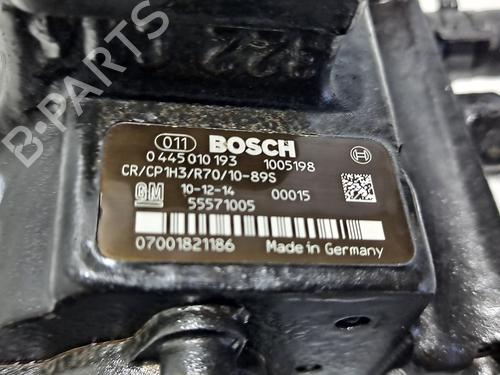 011 BOSCH
0 445 010 193 1005198
CR/CP1H3/R70/10-89S
GM 10-12-14 00015
55571005
07001821186 Made in Germany
B-PARTS